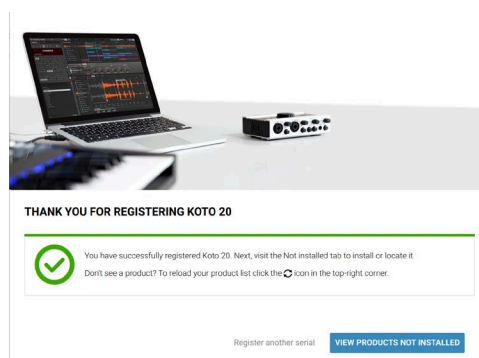 THANK YOU FOR REGISTERING KOTO 20
You have successfully registered Koto 20. Next, visit the Not installed tab to install or locate it.
Don't see a product? To reload your product list click the icon in the top-right corner.
Register another serial
VIEW PRODUCTS NOT INSTALLED